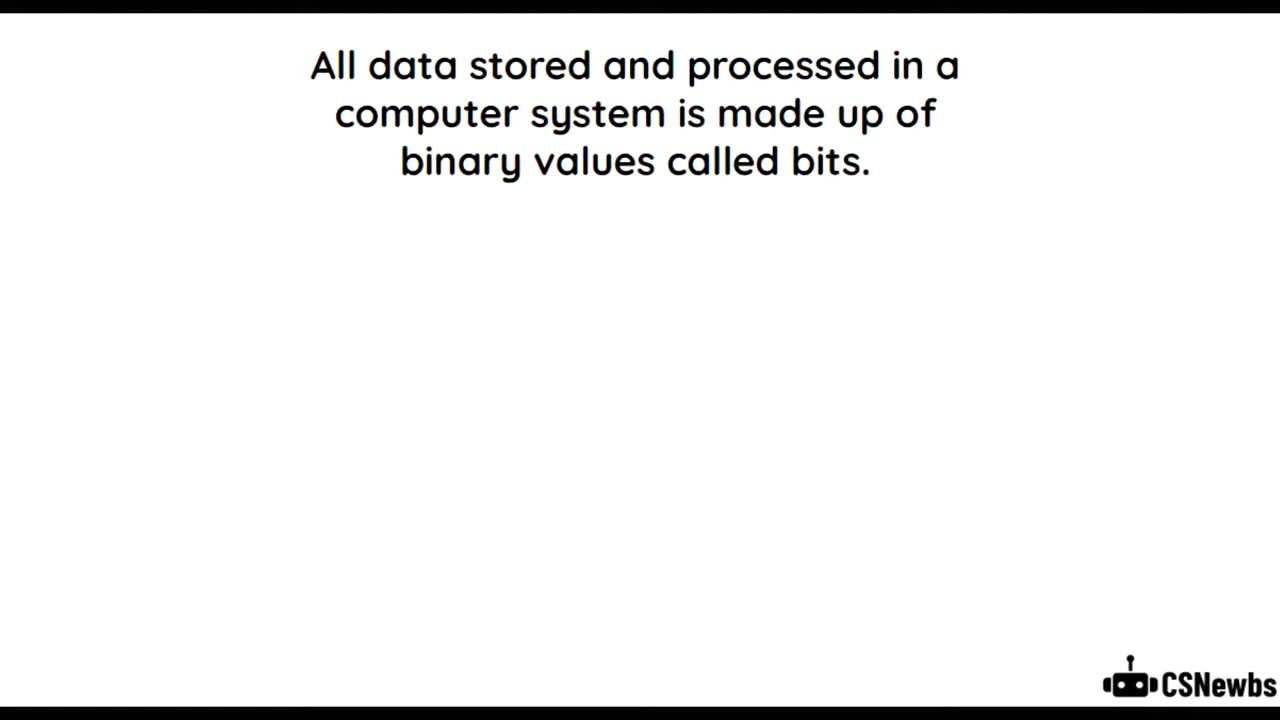 All data stored and processed in a
computer system is made up of
binary values called bits.
CSNewbs